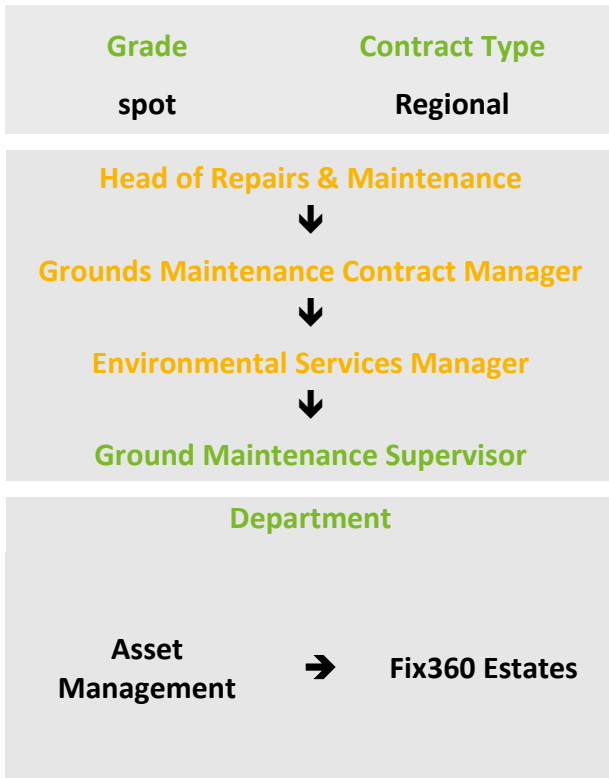 Grade Contract Type
spot Regional
Head of Repairs & Maintenance
Grounds Maintenance Contract Manager
Environmental Services Manager
Ground Maintenance Supervisor
Department
Asset
Management
Fix360 Estates